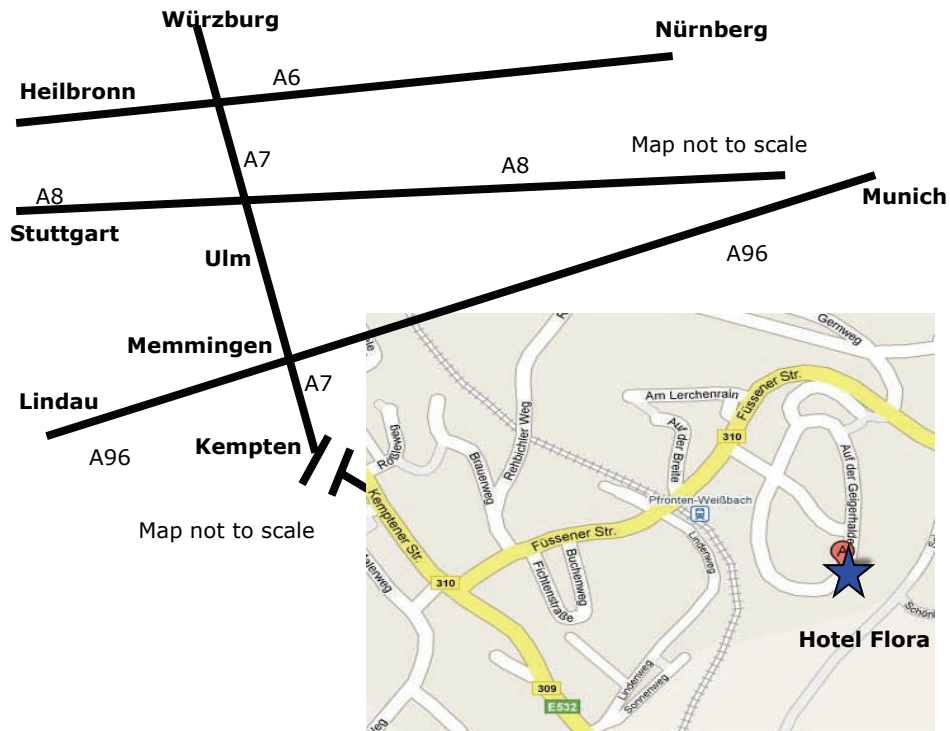 Würzburg
Nürnberg
A6
Heilbronn
Map not to scale
A7
A8
A8
Munich
Stuttgart
Ulm
A96
Gernweg
Memmingen
A7
Füssener Str.
Am Lerchenrain
Lindau
310
Auf der Breite
Rehbichler Weg
Kempten
Auf der Geigerhalde
A96
Roßleweg
Brauerweg
Pfronten-Weißbach
Kemptener Str.
Map not to scale
Füssener Str.
Lindenweg
A
Buchenweg
310
Fichtenstraße
Hotel Flora
Lindenweg
Sonnenweg
309
E532